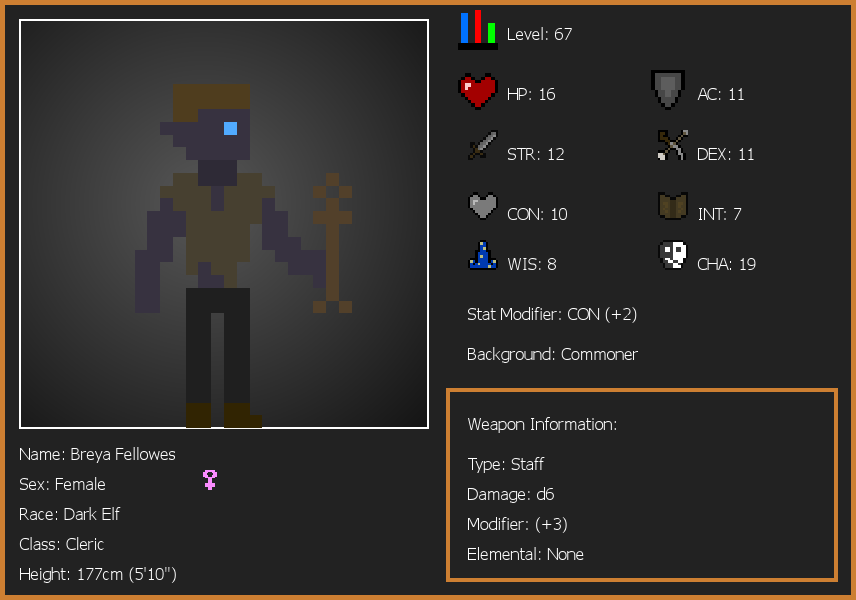 Level: 67
HP: 16
AC: 11
STR: 12
DEX: 11
CON: 10
INT: 7
WIS: 8
CHA: 19
Stat Modifier: CON (+2)
Background: Commoner
Weapon Information:
Type: Staff
Damage: d6
Modifier: (+3)
Elemental: None
Name: Breya Fellowes
Sex: Female
Race: Dark Elf
Class: Cleric
Height: 177cm (5'10")